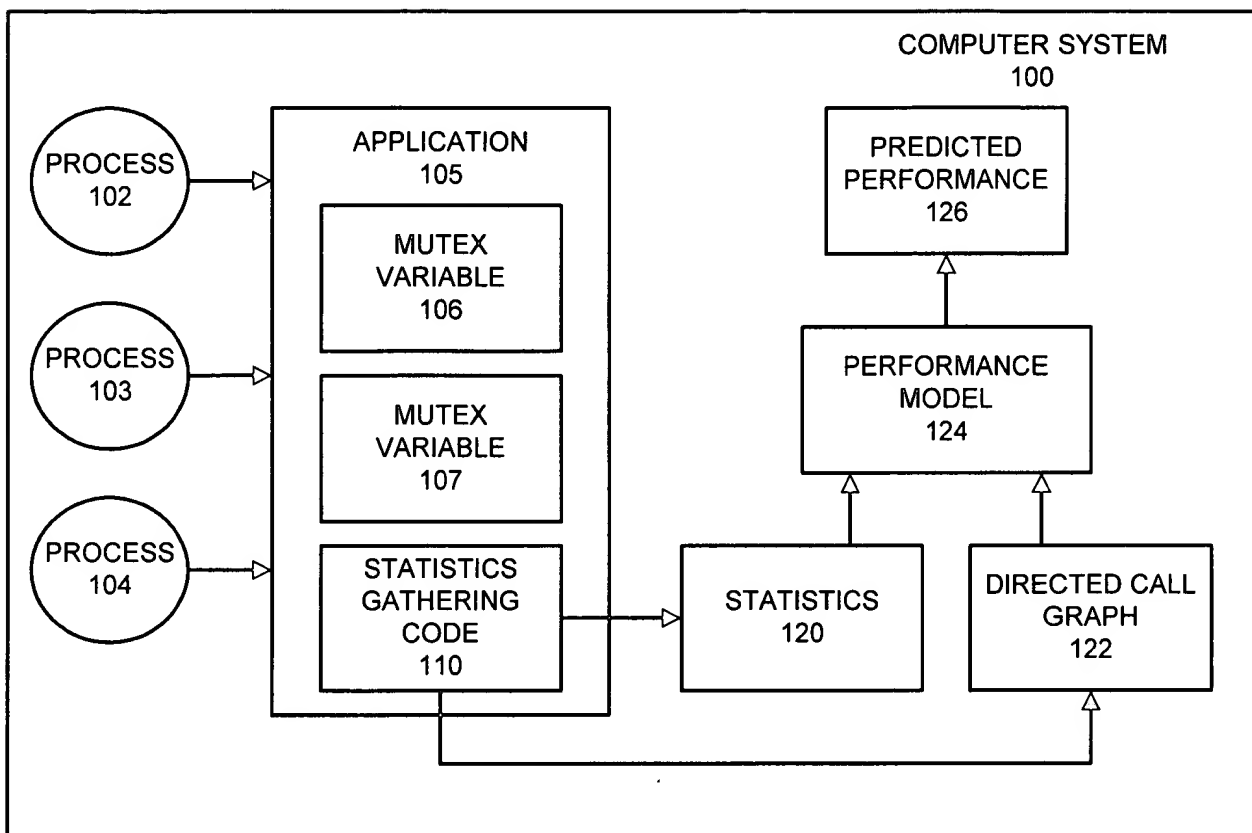 COMPUTER SYSTEM
100
PROCESS
102
APPLICATION
105
PREDICTED
PERFORMANCE
126
MUTEX
VARIABLE
106
PROCESS
103
MUTEX
VARIABLE
107
PERFORMANCE
MODEL
124
PROCESS
104
STATISTICS
GATHERING
CODE
110
STATISTICS
120
DIRECTED CALL
GRAPH
122